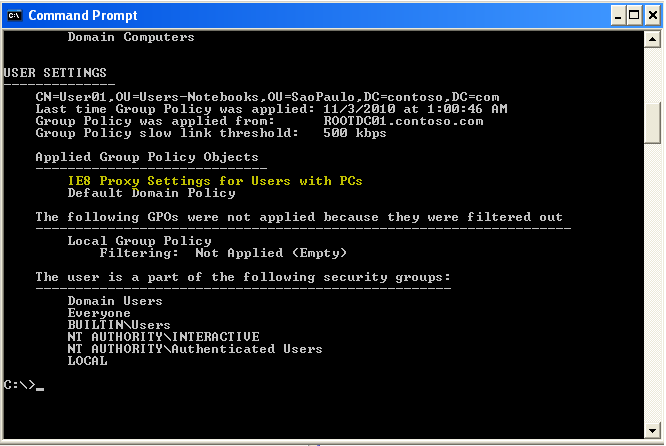 Command Prompt
Domain Computers
USER SETTINGS
--------------
CN=User01,OU=Users-Notebooks,OU=SaoPaulo,DC=contoso,DC=com
Last time Group Policy was applied: 11/3/2010 at 1:00:46 AM
Group Policy was applied from:      ROOTDC01.contoso.com
Group Policy slow link threshold:   500 kbps
Applied Group Policy Objects
-----------------------------
IE8 Proxy Settings for Users with PCs
Default Domain Policy
The following GPOs were not applied because they were filtered out
-------------------------------------------------------------------
Local Group Policy
Filtering:  Not Applied (Empty)
The user is a part of the following security groups:
----------------------------------------------------
Domain Users
Everyone
BUILTIN\Users
NT AUTHORITY\INTERACTIVE
NT AUTHORITY\Authenticated Users
LOCAL
C:\>_